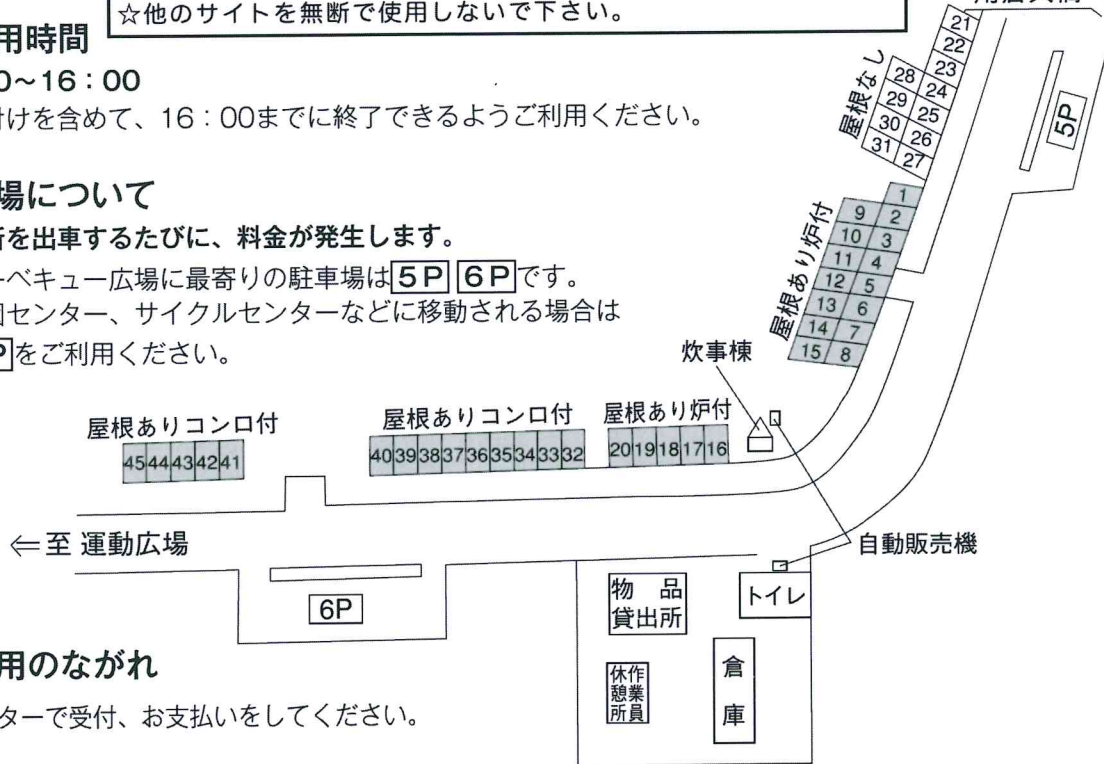 ☆他のサイトを無断で使用しないで下さい。
用時間
0～16：00
付けを含めて、16：00までに終了できるようご利用ください。
場について
を出車するたびに、料金が発生します。
ーベキュー広場に最寄りの駐車場は5P 6Pです。
センター、サイクルセンターなどに移動される場合は
Pをご利用ください。
屋根なし
21
22
23
28 24
29 25
30 26
31 27
5P
屋根あり炉付
1
9 2
10 3
11 4
12 5
13 6
14 7
15 8
炊事棟
屋根ありコンロ付
45 44 43 42 41
屋根ありコンロ付
40 39 38 37 36 35 34 33 32
屋根あり炉付
20 19 18 17 16
⇐至 運動広場
自動販売機
6P
物品
貸出所
トイレ
作業員
休憩所
倉庫
用のながれ
ターで受付、お支払いをしてください。